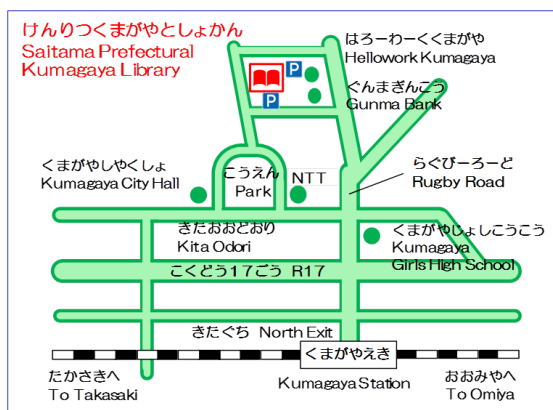 けんりつくまがやとしょかん
Saitama Prefectural
Kumagaya Library
はろーわーくくまがや
Hellowork Kumagaya
P
P
ぐんまぎんこう
Gunma Bank
くまがやしやくしょ
Kumagaya City Hall
こうえん
Park
NTT
らぐびーろーど
Rugby Road
きたおおどおり
Kita Odori
くまがやじょしこうこう
Kumagaya
Girls High School
こくどう17ごう R17
きたぐち North Exit
くまがやえき
Kumagaya Station
たかさきへ
To Takasaki
おおみやへ
To Omiya